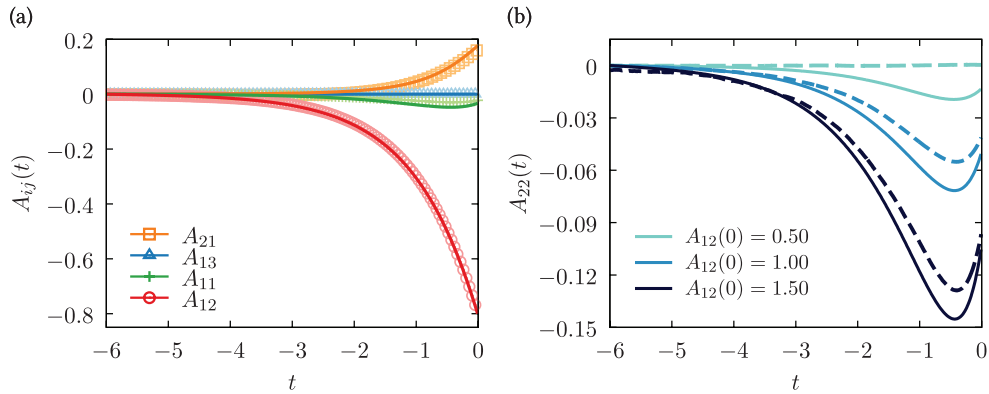 (a)
0.2
0
−0.2
−0.4
−0.6
−0.8
A_{ij}(t)
A_{21}
A_{13}
A_{11}
A_{12}
−6 −5 −4 −3 −2 −1 0
t
(b)
0
−0.03
−0.06
−0.09
−0.12
−0.15
A_{22}(t)
A_{12}(0) = 0.50
A_{12}(0) = 1.00
A_{12}(0) = 1.50
−6 −5 −4 −3 −2 −1 0
t